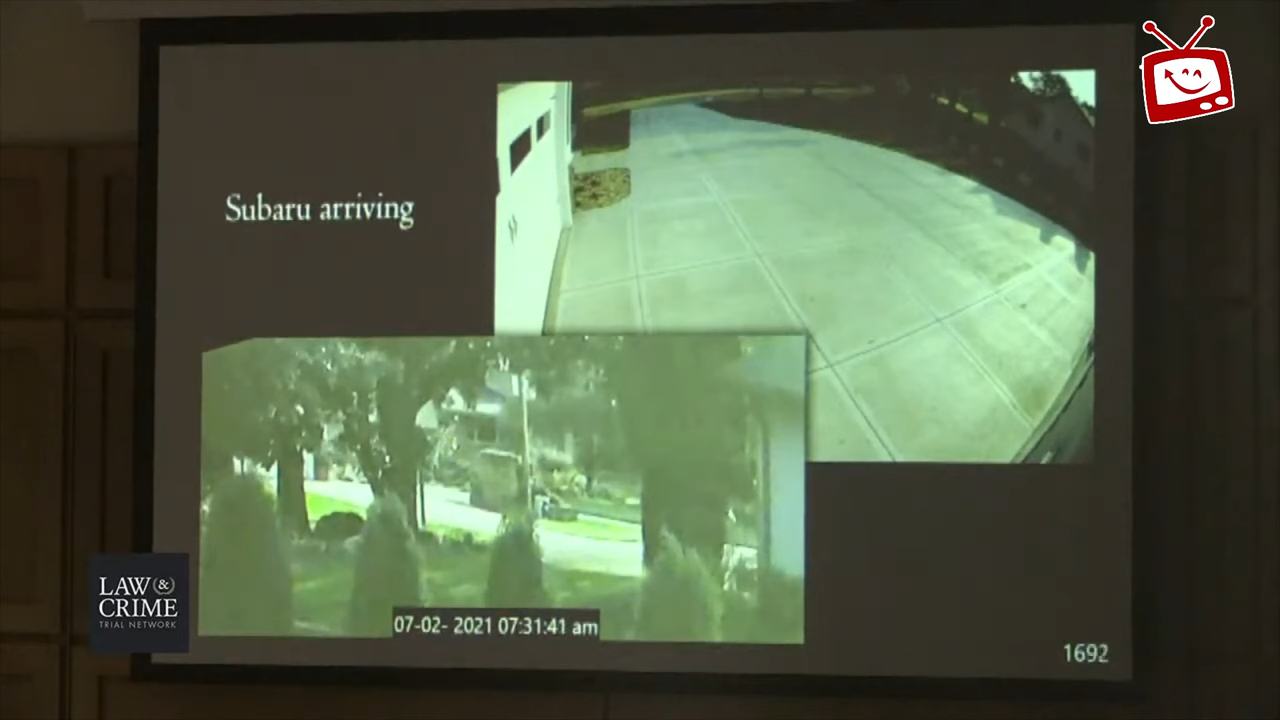 Subaru arriving
LAW & CRIME
TRIAL NETWORK
07-02- 2021 07:31:41 am
1692